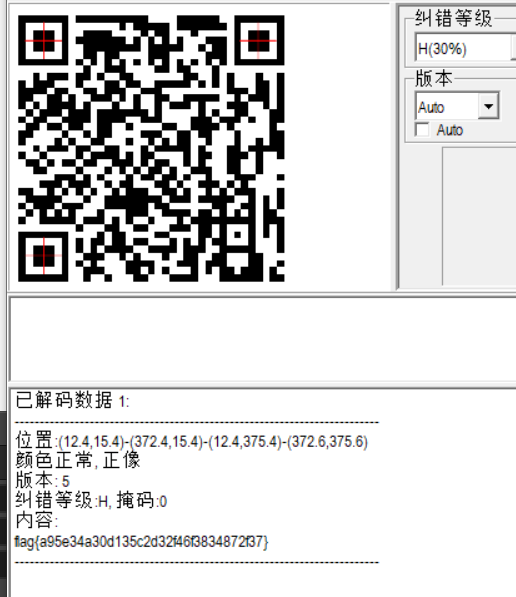 纠错等级
H(30%)
版本
Auto
Auto
已解码数据 1:
-------------------------------------------------------------------------
位置:(12.4,15.4)-(372.4,15.4)-(12.4,375.4)-(372.6,375.6)
颜色正常, 正像
版本: 5
纠错等级:H, 掩码:0
内容:
flag{a95e34a30d135c2d32f46f3834872f37}
-------------------------------------------------------------------------